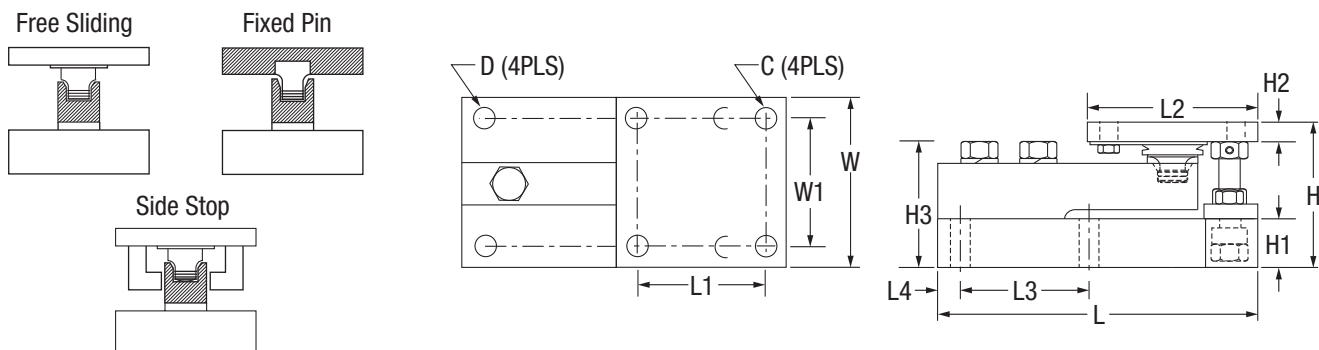 Free Sliding
Fixed Pin
Side Stop
D (4PLS)
C (4PLS)
W1
W
L1
H2
L2
H3
H
H1
L4
L3
L